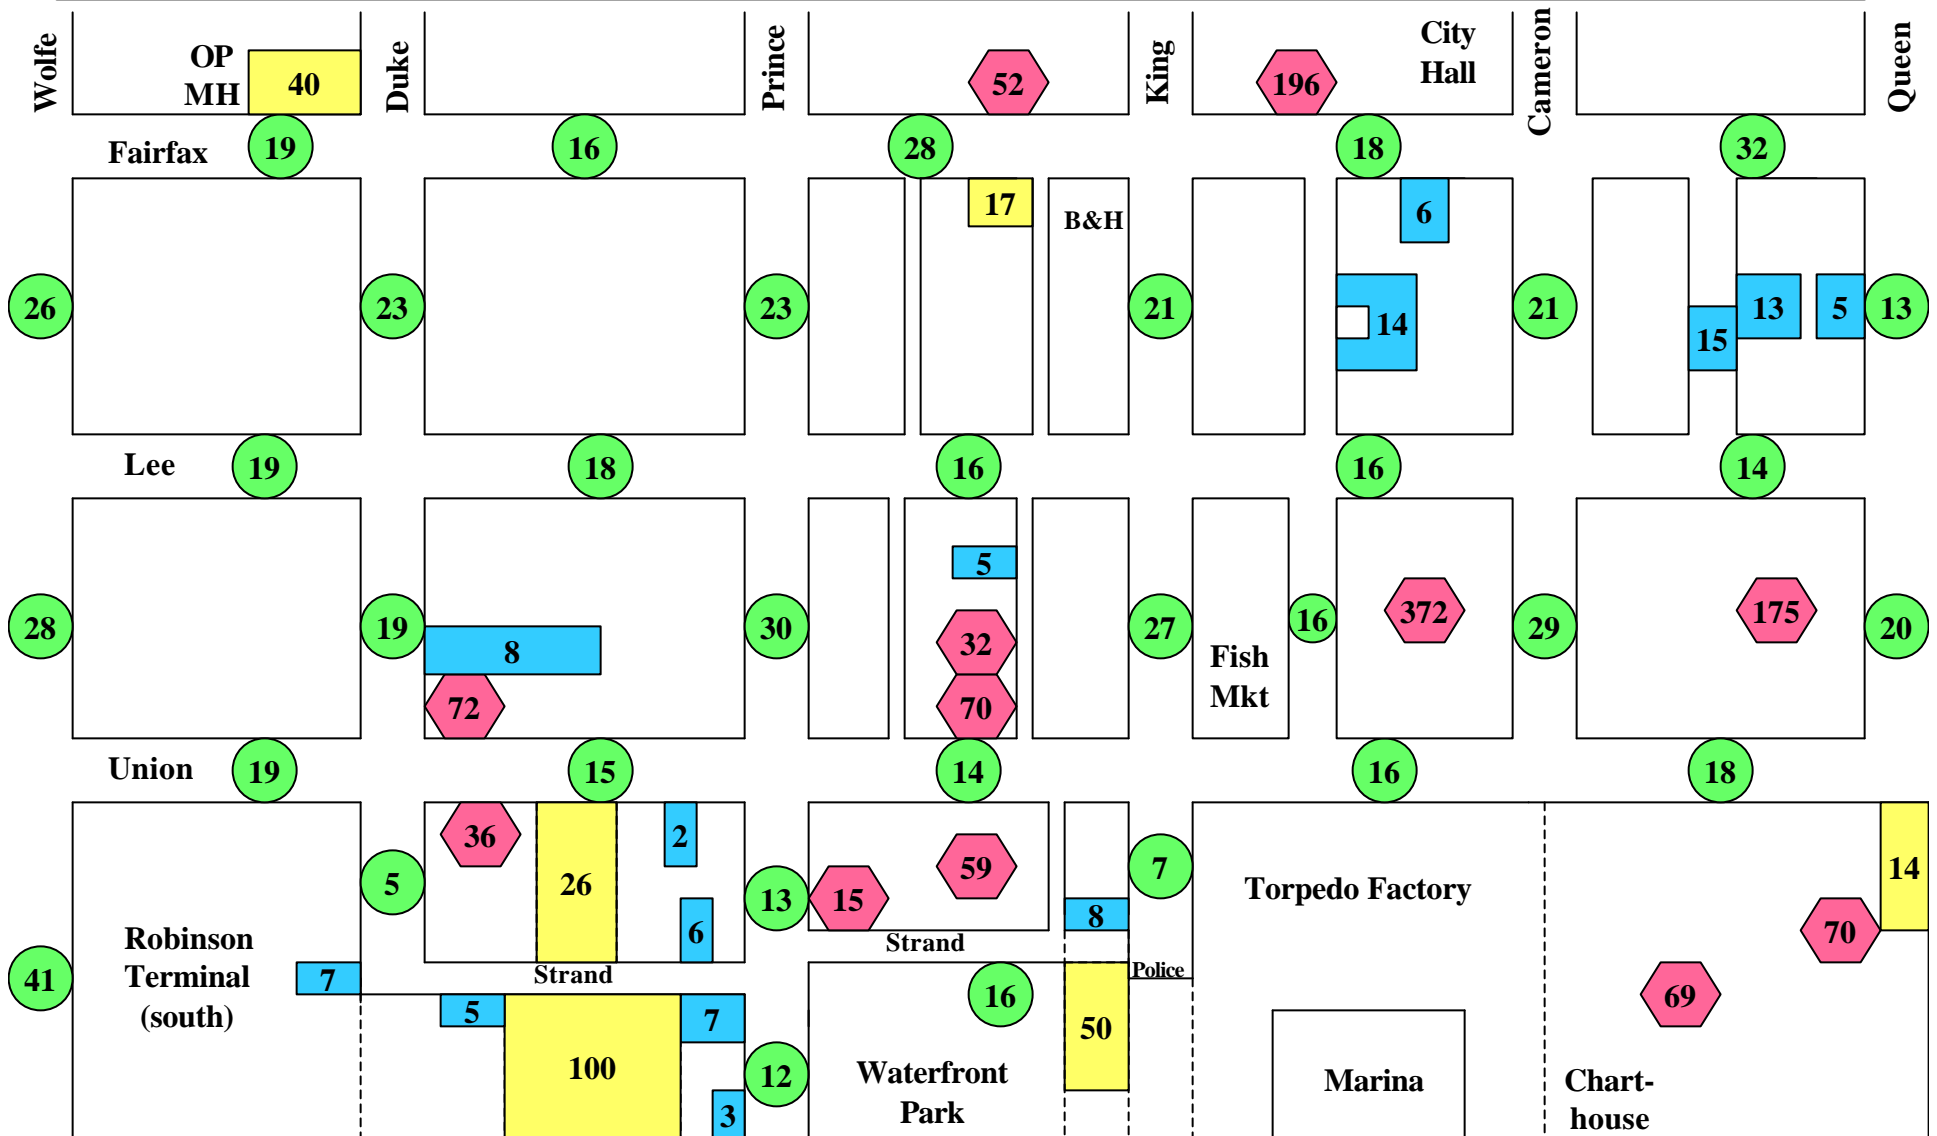 Wolfe
OP
MH
40
Duke
Prince
52
King
196
City
Hall
Cameron
Queen
Fairfax
19
16
28
18
32
17
B&H
6
26
23
23
21
14
21
15
13
5
13
Lee
19
18
16
16
14
5
28
19
8
30
32
27
16
372
29
175
20
72
70
Fish
Mkt
Union
19
15
14
16
18
36
2
59
7
14
5
26
13
15
Torpedo Factory
6
8
70
Robinson
Terminal
(south)
Strand
Strand
41
7
Police
5
7
16
50
69
100
12
Waterfront
Park
Marina
Chart-
house
3